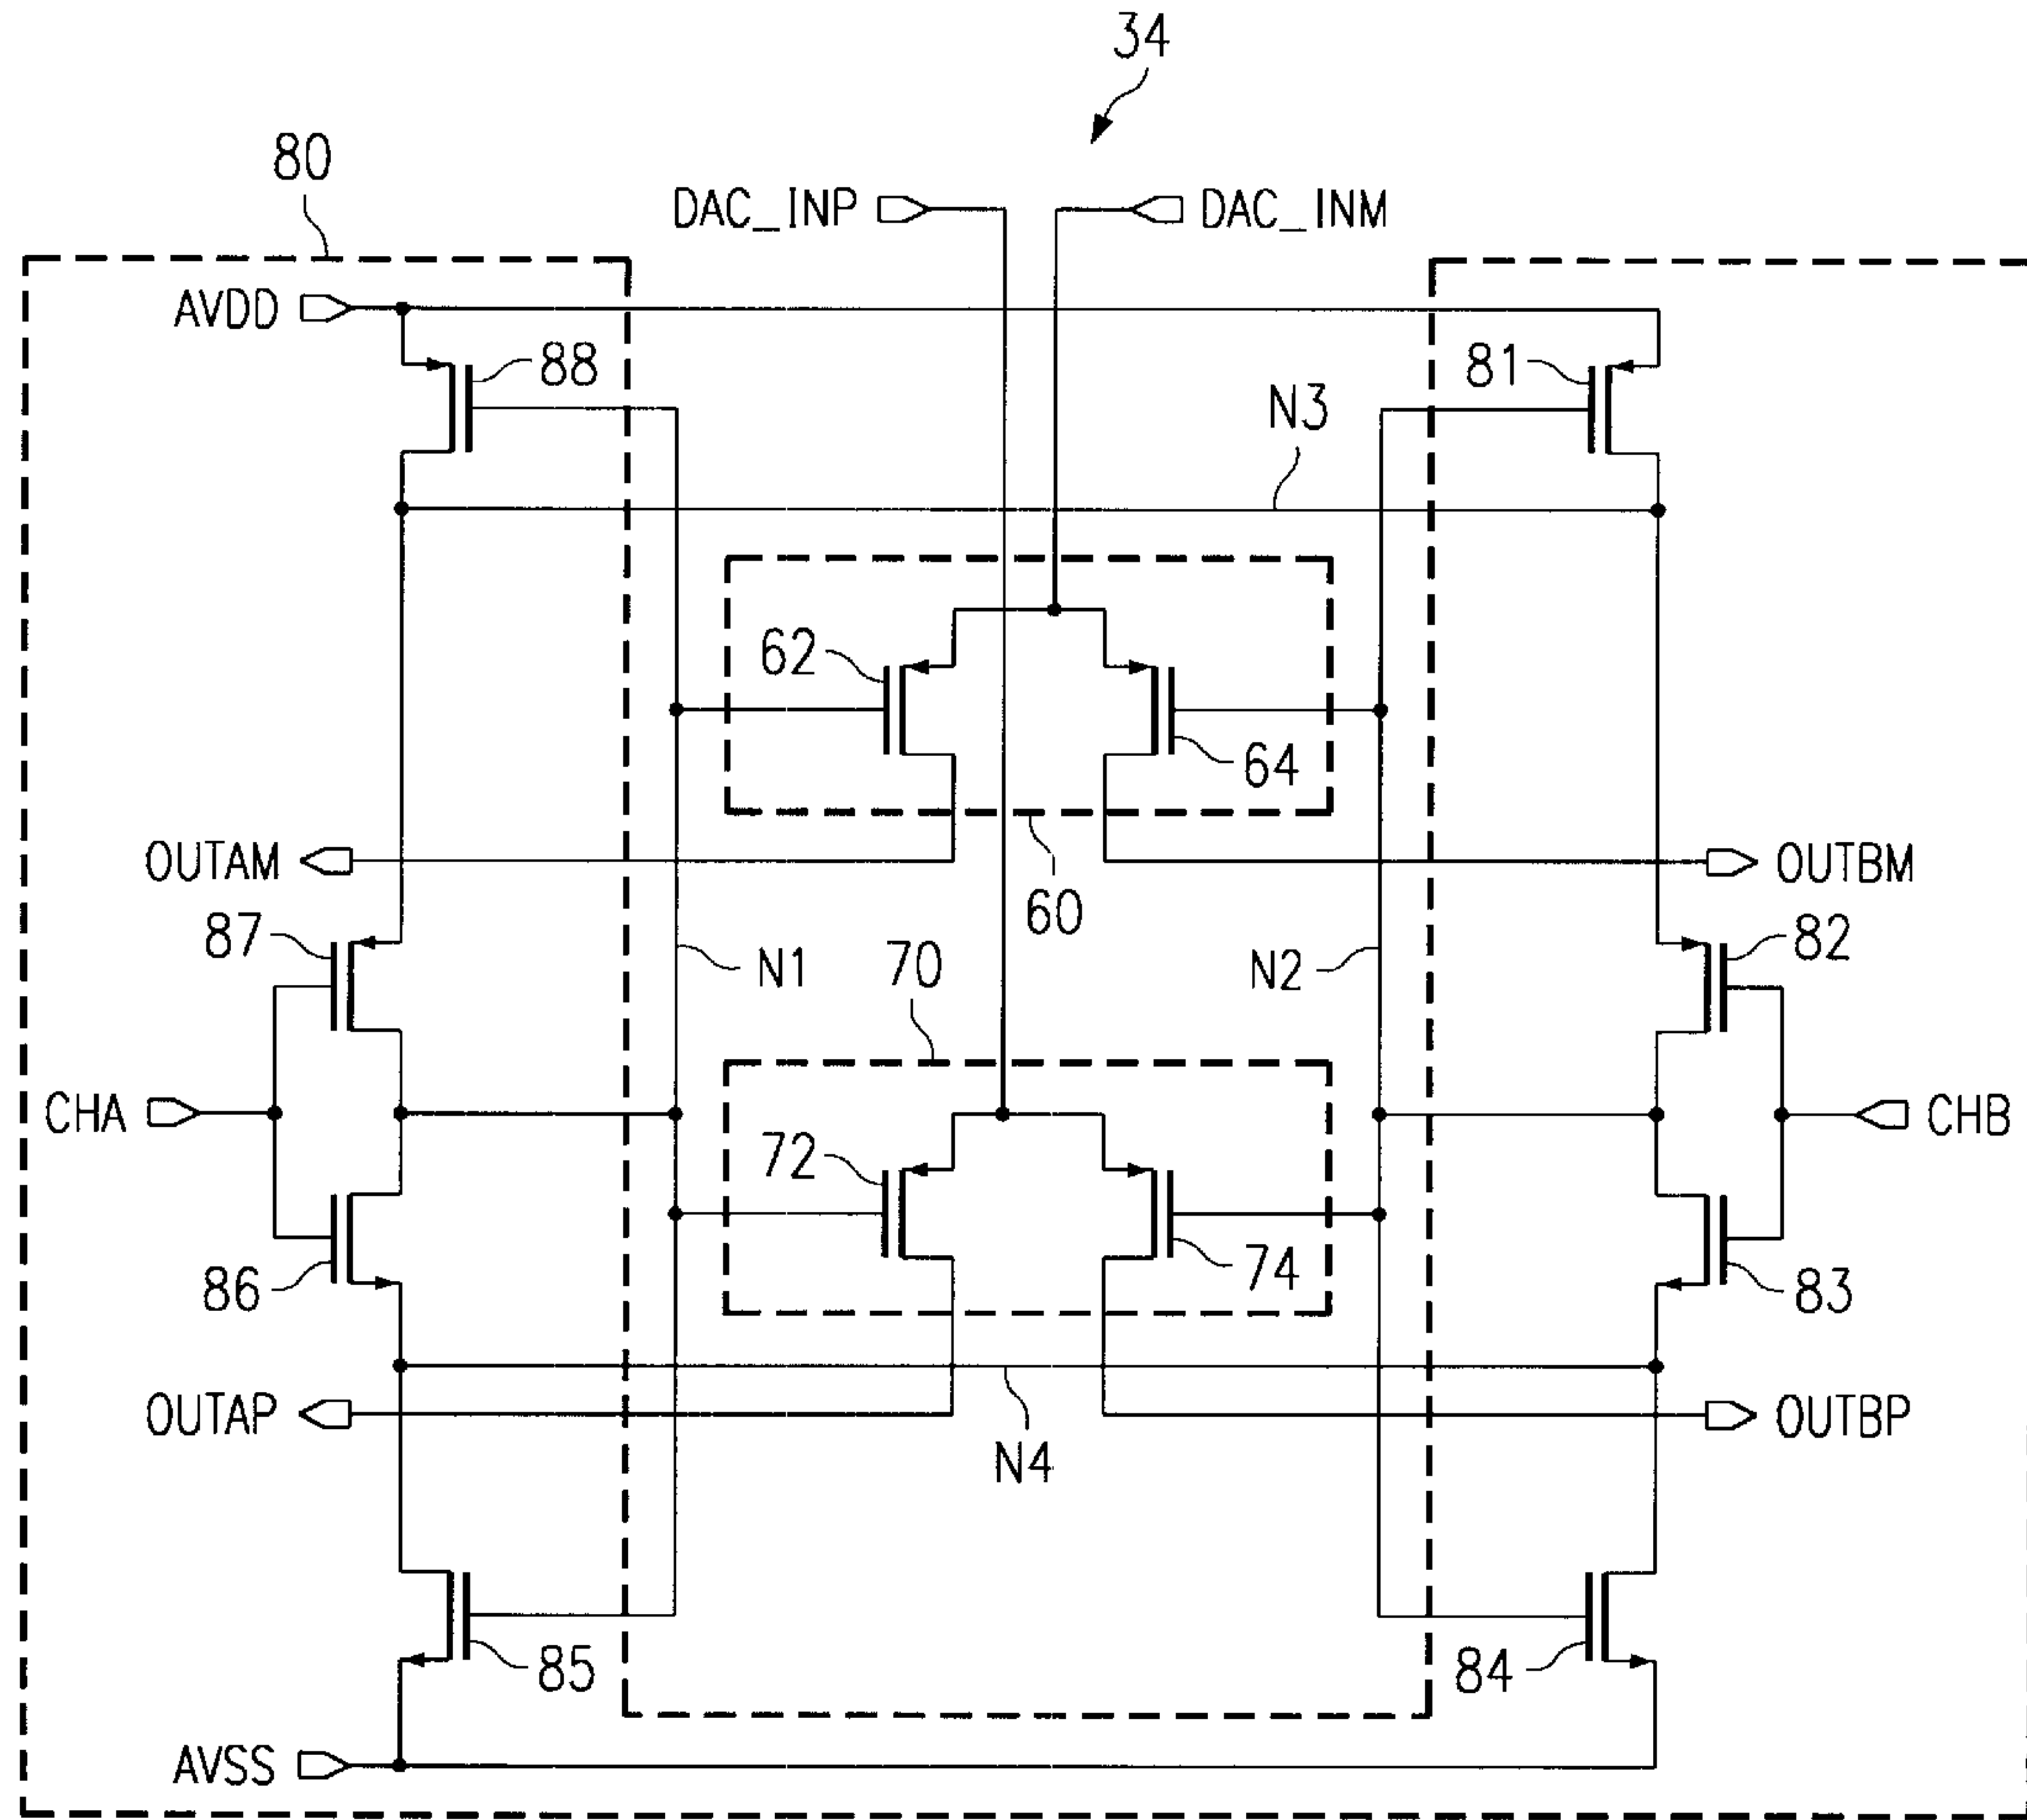 34
80
DAC_INP
DAC_INM
AVDD
88
81
N3
62
64
OUTAM
OUTBM
60
87
82
N1
N2
70
CHA
CHB
72
74
86
83
OUTAP
OUTBP
N4
85
84
AVSS